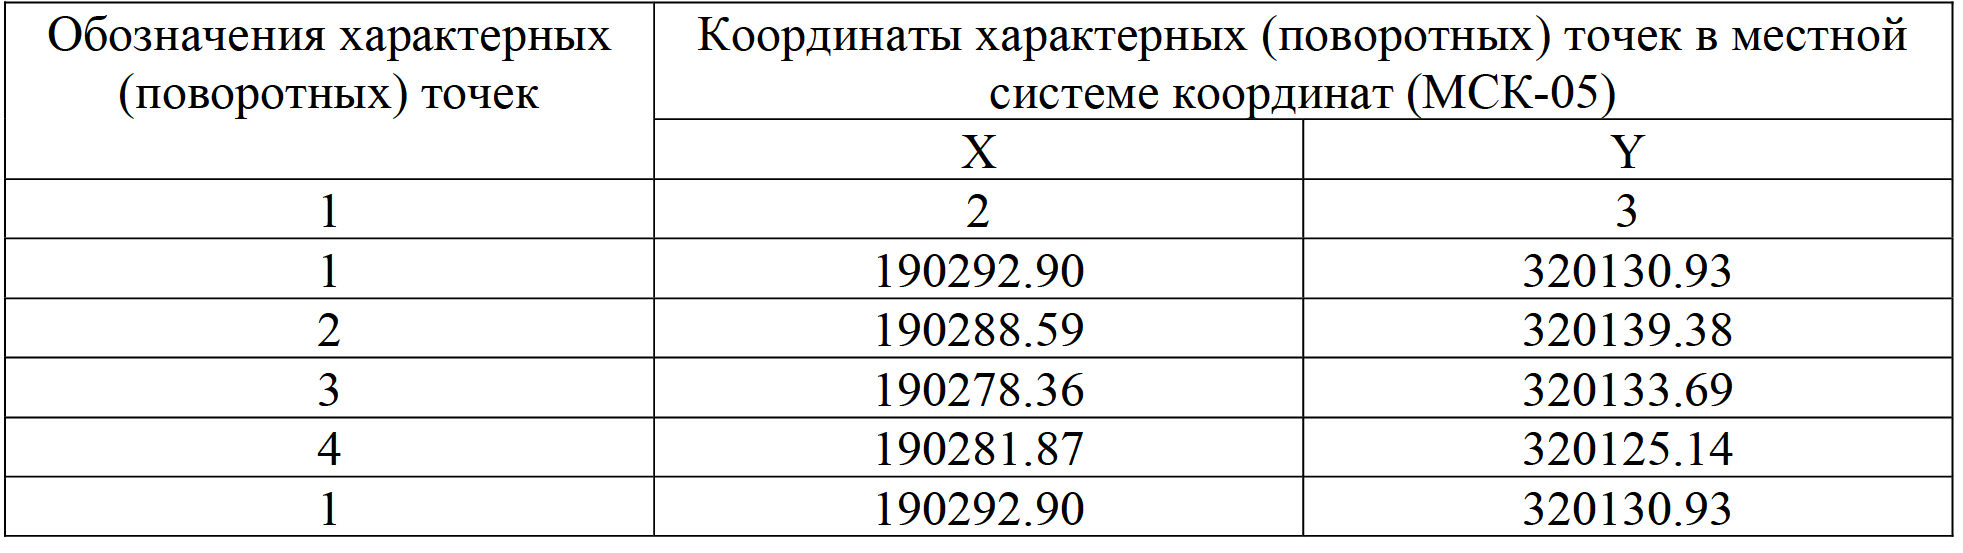 Обозначения характерных
(поворотных) точек
Координаты характерных (поворотных) точек в местной
системе координат (МСК-05)
X Y
1 2 3
1 190292.90 320130.93
2 190288.59 320139.38
3 190278.36 320133.69
4 190281.87 320125.14
1 190292.90 320130.93